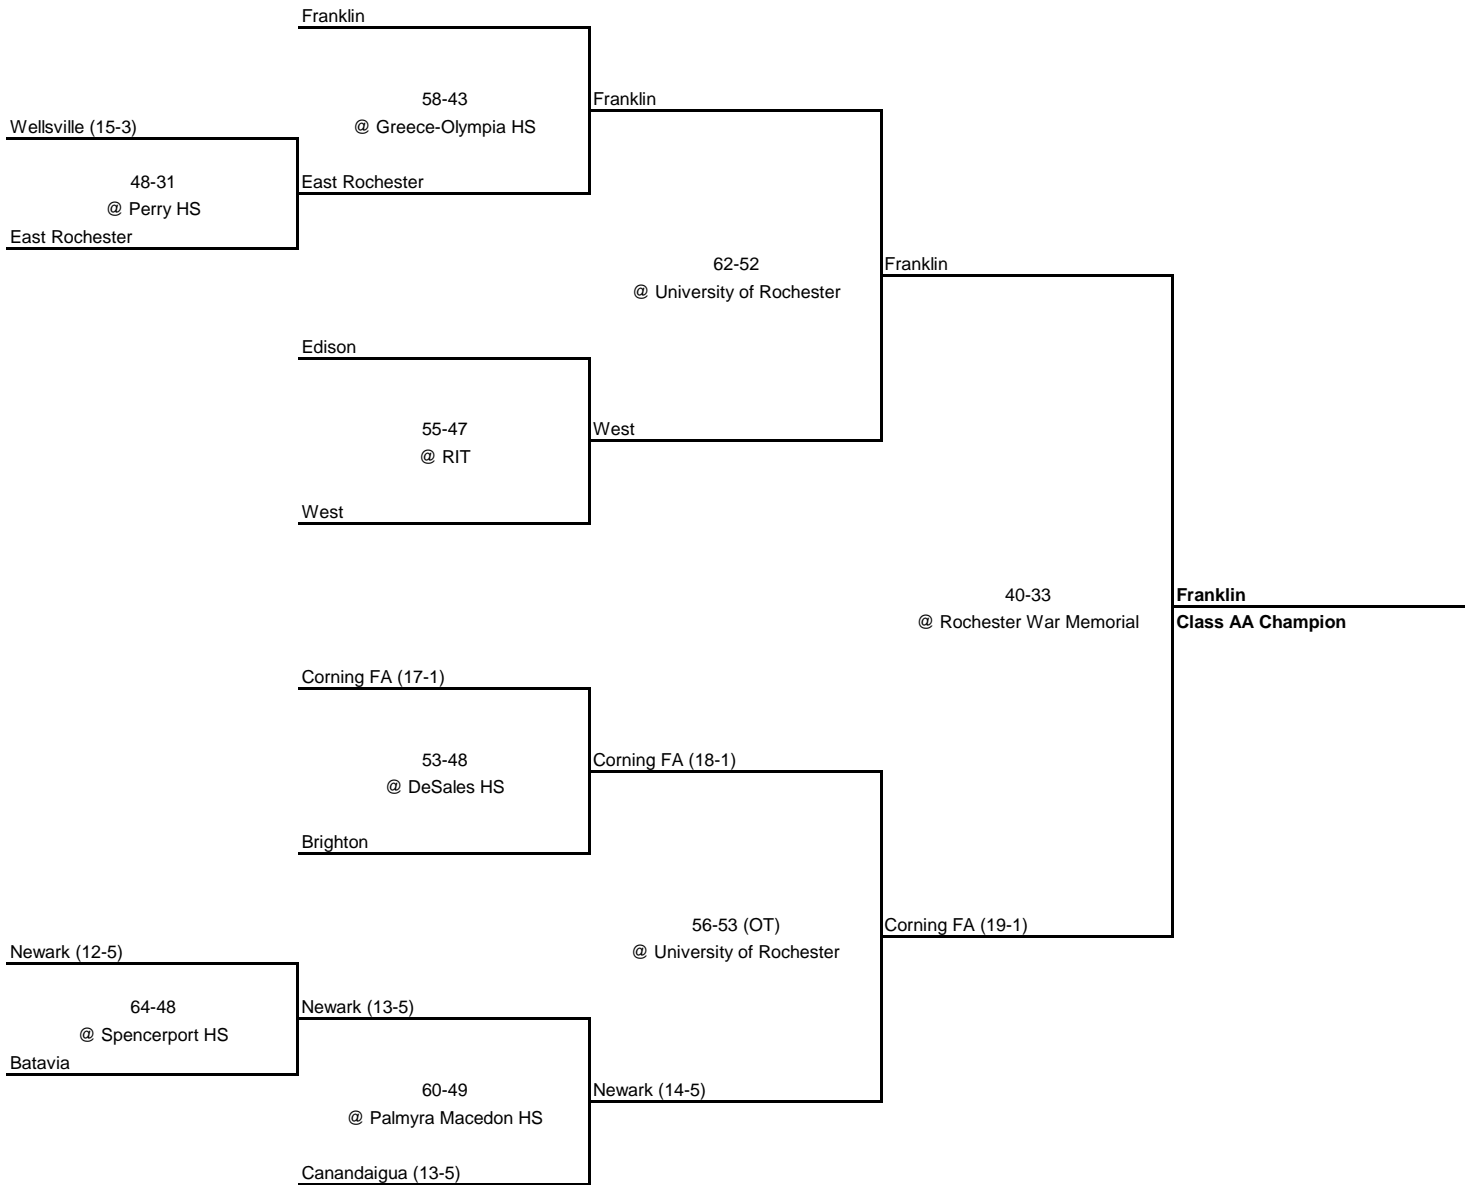 Franklin
58-43
@ Greece-Olympia HS
Franklin
Wellsville (15-3)
48-31
@ Perry HS
East Rochester
East Rochester
62-52
@ University of Rochester
Franklin
Edison
55-47
@ RIT
West
West
40-33
@ Rochester War Memorial
Franklin
Class AA Champion
Corning FA (17-1)
53-48
@ DeSales HS
Corning FA (18-1)
Brighton
56-53 (OT)
@ University of Rochester
Corning FA (19-1)
Newark (12-5)
64-48
@ Spencerport HS
Newark (13-5)
Batavia
60-49
@ Palmyra Macedon HS
Newark (14-5)
Canandaigua (13-5)